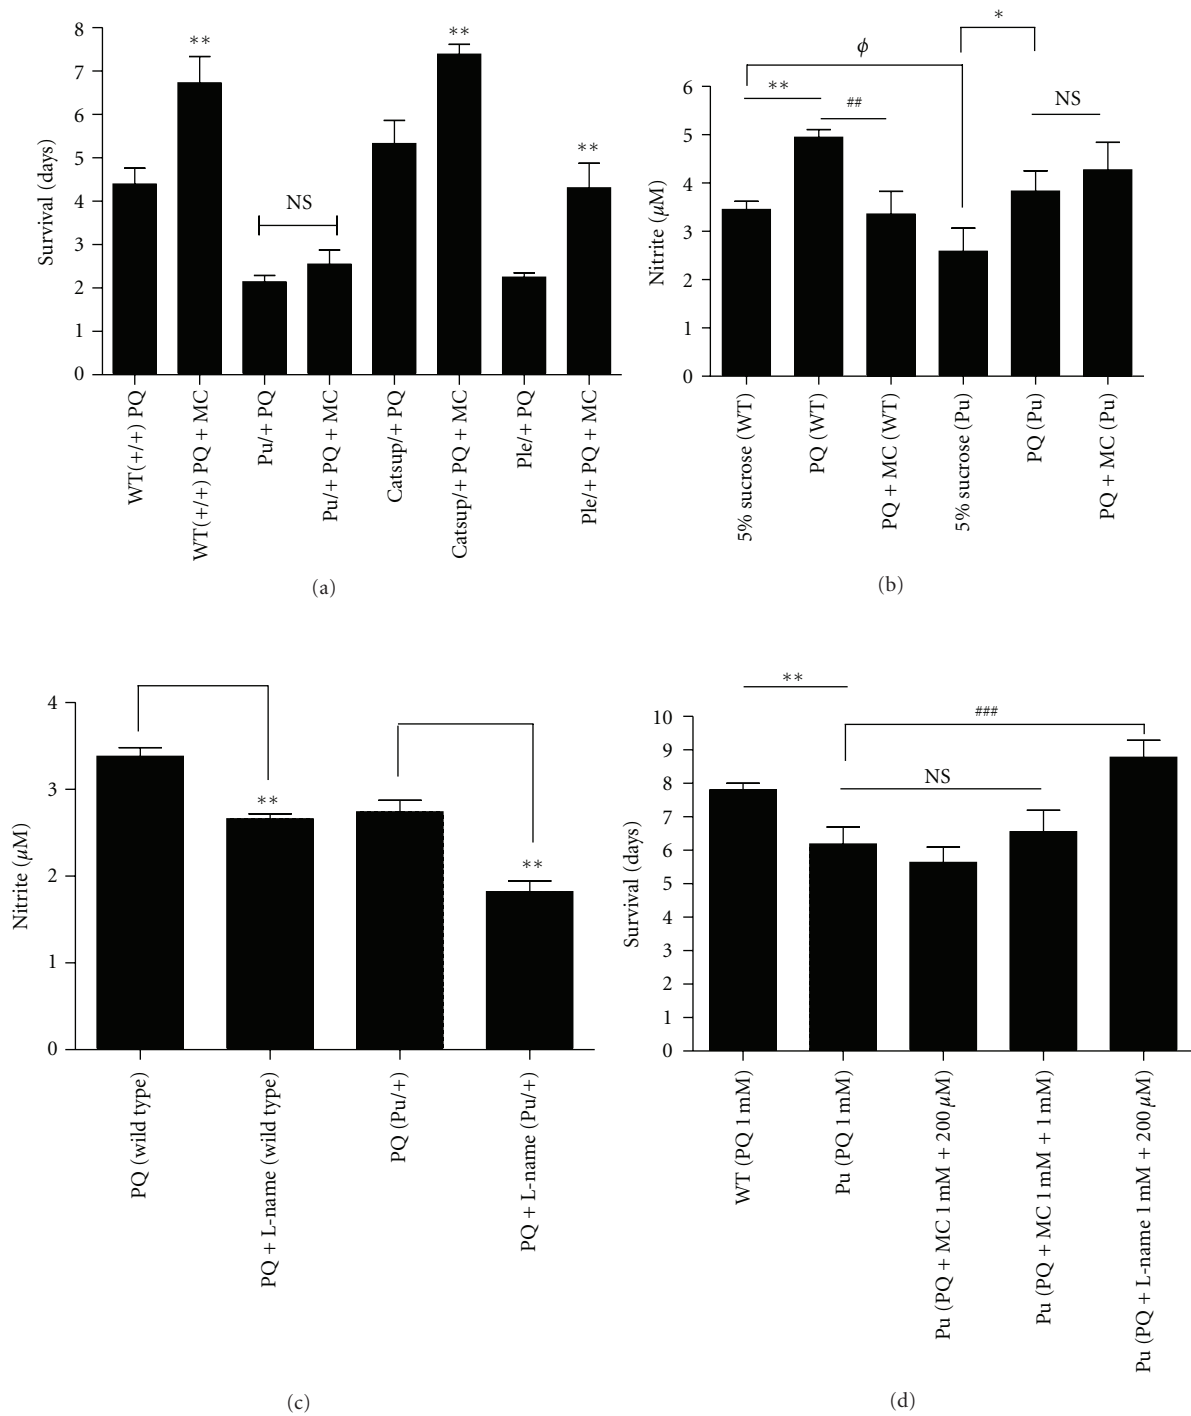 8
7
6
5
4
3
2
1
0
Survival (days)
**
NS
**
**
WT(+/+) PQ
WT(+/+) PQ + MC
Pu/+ PQ
Pu/+ PQ + MC
Catsup/+ PQ
Catsup/+ PQ + MC
Ple/+ PQ
Ple/+ PQ + MC
(a)
6
5
4
3
2
1
0
Nitrite (μM)
*
ϕ
**
##
NS
5% sucrose (WT)
PQ (WT)
PQ + MC (WT)
5% sucrose (Pu)
PQ (Pu)
PQ + MC (Pu)
(b)
4
3
2
1
0
Nitrite (μM)
**
**
PQ (wild type)
PQ + L-name (wild type)
PQ (Pu/+)
PQ + L-name (Pu/+)
(c)
10
9
8
7
6
5
4
3
2
1
0
Survival (days)
**
###
NS
WT (PQ 1 mM)
Pu (PQ 1 mM)
Pu (PQ + MC 1 mM + 200 μM)
Pu (PQ + MC 1 mM + 1 mM)
Pu (PQ + L-name 1 mM + 200 μM)
(d)